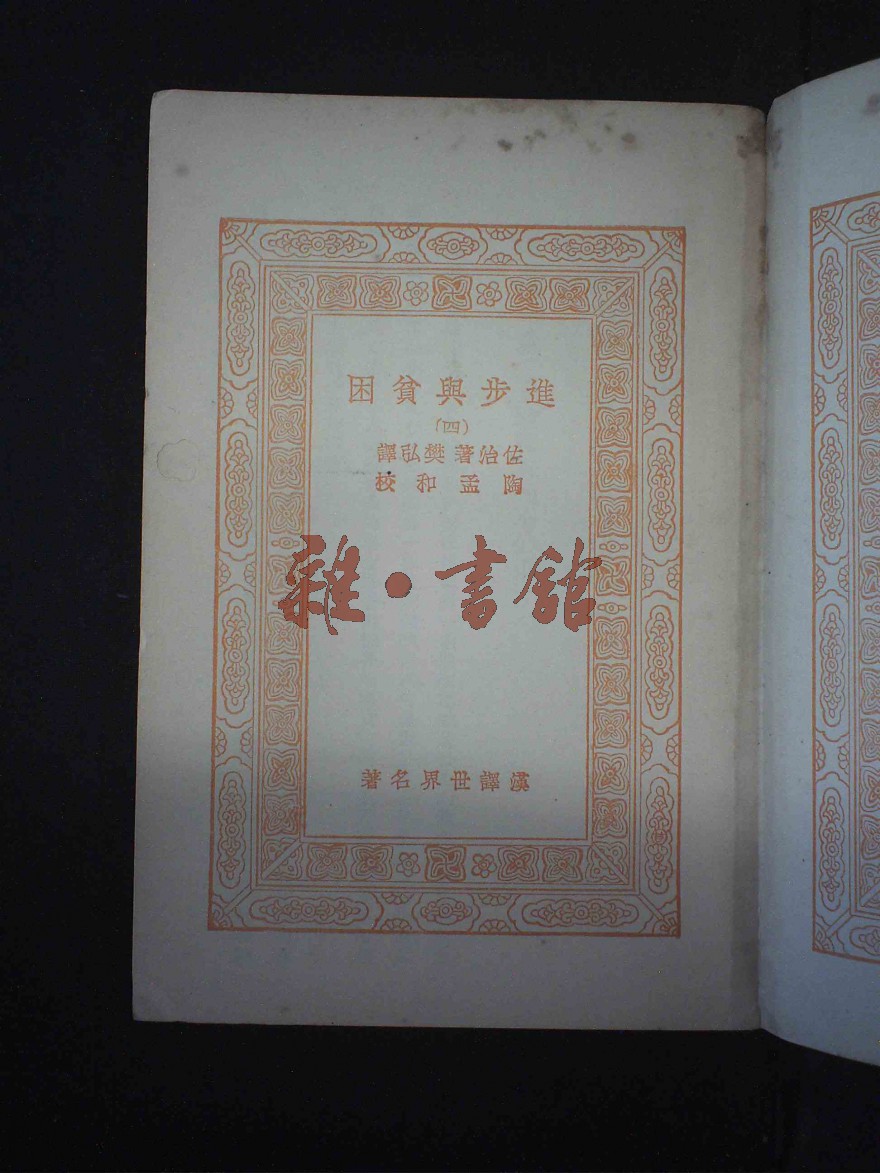 進步與貧困
(四)
佐治著樊弘譯
陶孟和校
雜·書館
漢譯世界名著